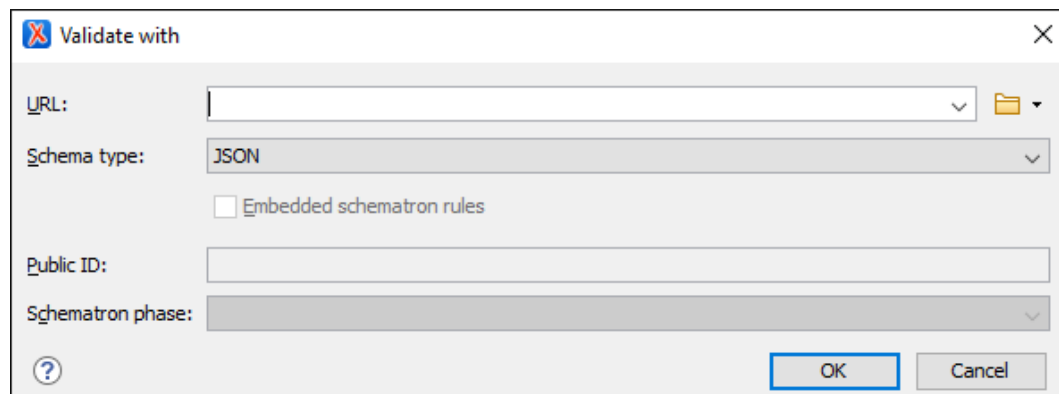 Validate with
URL:
Schema type: JSON
Embedded schematron rules
Public ID:
Schematron phase:
? OK Cancel